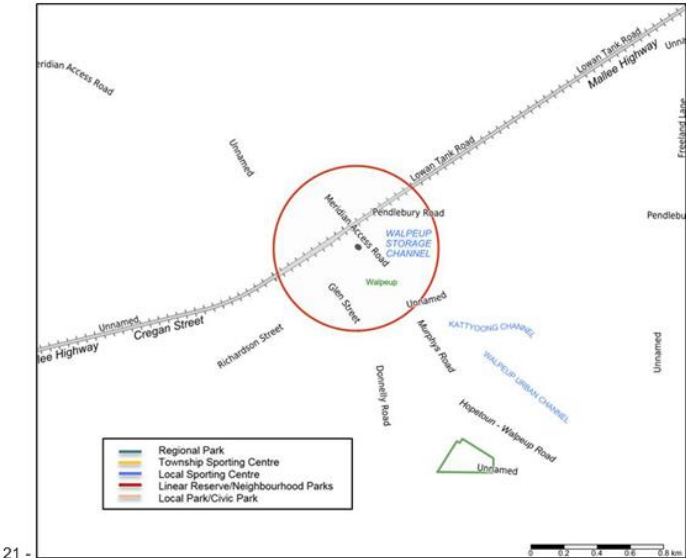 Lowan Tank Road
Mallee Highway
Unna
eridian Access Road
Freeland Lane
Unnamed
Lowan Tank Road
Meridian Access Road
Pendlebury Road
Pendlebu
WALPEUP
STORAGE
CHANNEL
Walpeup
Glen Street
Unnamed
Unnamed
Cregan Street
lee Highway
Richardson Street
Murphys Road
KATTYOONG CHANNEL
Unnamed
WALPEUP URBAN CHANNEL
Donnelly Road
Hopetoun - Walpeup Road
Unnamed
Regional Park
Township Sporting Centre
Local Sporting Centre
Linear Reserve/Neighbourhood Parks
Local Park/Civic Park
0 0.2 0.4 0.6 0.8 km
21 -